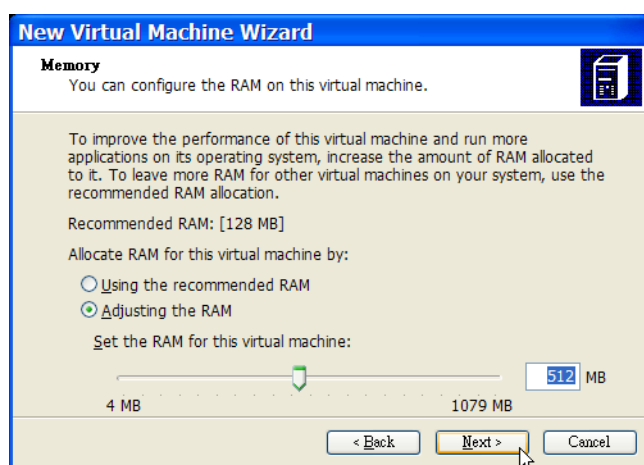 New Virtual Machine Wizard
Memory
You can configure the RAM on this virtual machine.
To improve the performance of this virtual machine and run more
applications on its operating system, increase the amount of RAM allocated
to it. To leave more RAM for other virtual machines on your system, use the
recommended RAM allocation.
Recommended RAM: [128 MB]
Allocate RAM for this virtual machine by:
Using the recommended RAM
Adjusting the RAM
Set the RAM for this virtual machine:
512 MB
4 MB 1079 MB
< Back Next > Cancel